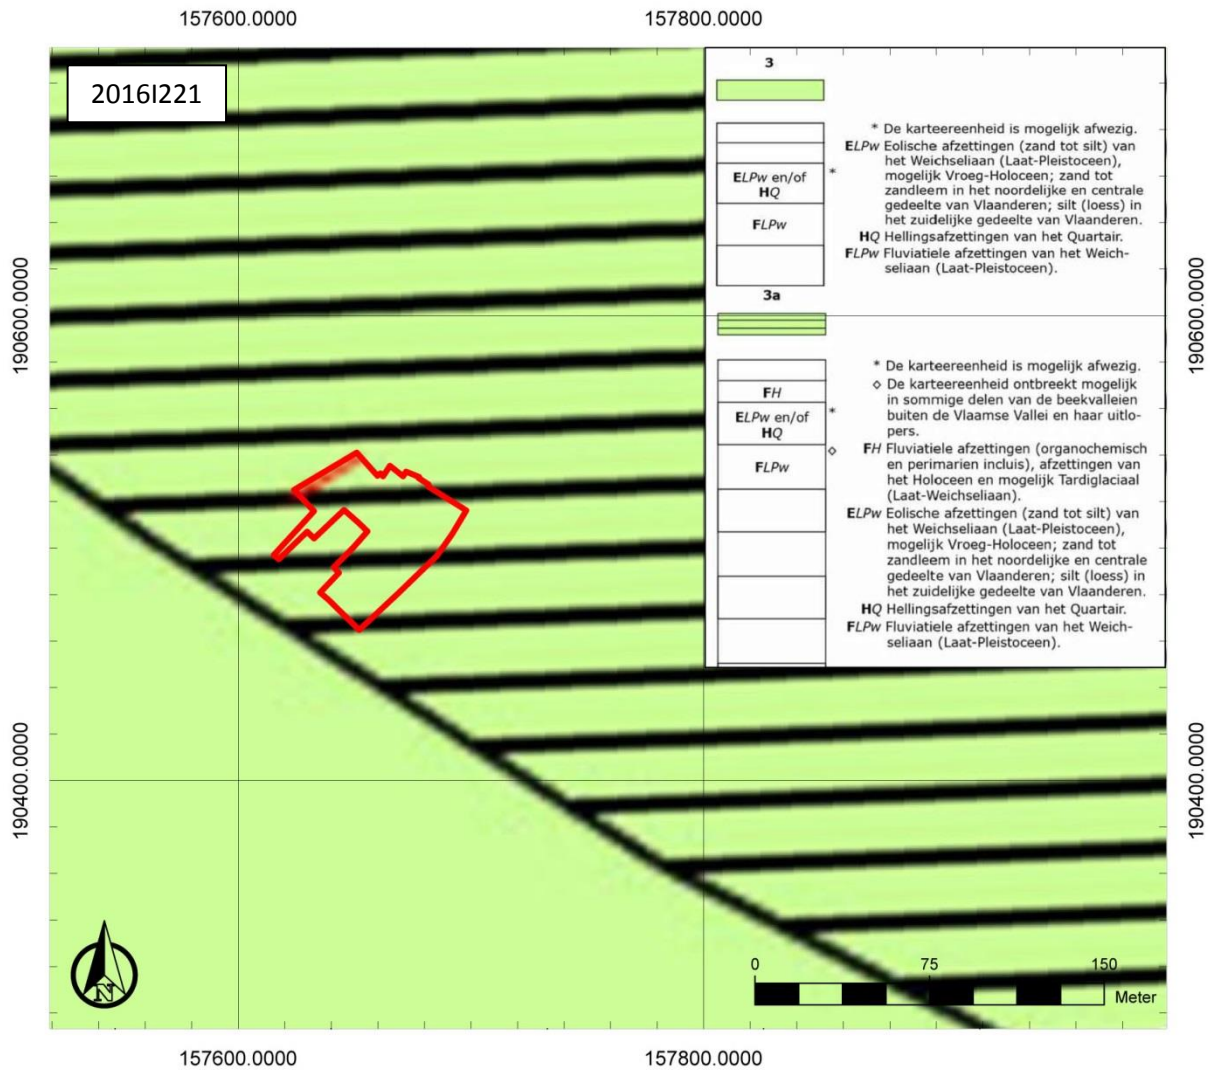 157600.0000 157800.0000
2016I221
190600.0000
190600.0000
190400.0000
190400.0000
3
ELPw en/of
HQ
*
FLPw
* De karteereenheid is mogelijk afwezig.
ELPw Eolische afzettingen (zand tot silt) van
het Weichseliaan (Laat-Pleistoceen),
mogelijk Vroeg-Holoceen; zand tot
zandleem in het noordelijke en centrale
gedeelte van Vlaanderen; silt (loess) in
het zuidelijke gedeelte van Vlaanderen.
HQ Hellingsafzettingen van het Quartair.
FLPw Fluviatiele afzettingen van het Weich-
seliaan (Laat-Pleistoceen).
3a
FH
ELPw en/of
HQ
*
FLPw
◇
* De karteereenheid is mogelijk afwezig.
◇ De karteereenheid ontbreekt mogelijk
in sommige delen van de beekvalleien
buiten de Vlaamse Vallei en haar uitlo-
pers.
FH Fluviatiele afzettingen (organochemisch
en perimarien incluis), afzettingen van
het Holoceen en mogelijk Tardiglaciaal
(Laat-Weichseliaan).
ELPw Eolische afzettingen (zand tot silt) van
het Weichseliaan (Laat-Pleistoceen),
mogelijk Vroeg-Holoceen; zand tot
zandleem in het noordelijke en centrale
gedeelte van Vlaanderen; silt (loess) in
het zuidelijke gedeelte van Vlaanderen.
HQ Hellingsafzettingen van het Quartair.
FLPw Fluviatiele afzettingen van het Weich-
seliaan (Laat-Pleistoceen).
N
0 75 150
Meter
157600.0000 157800.0000